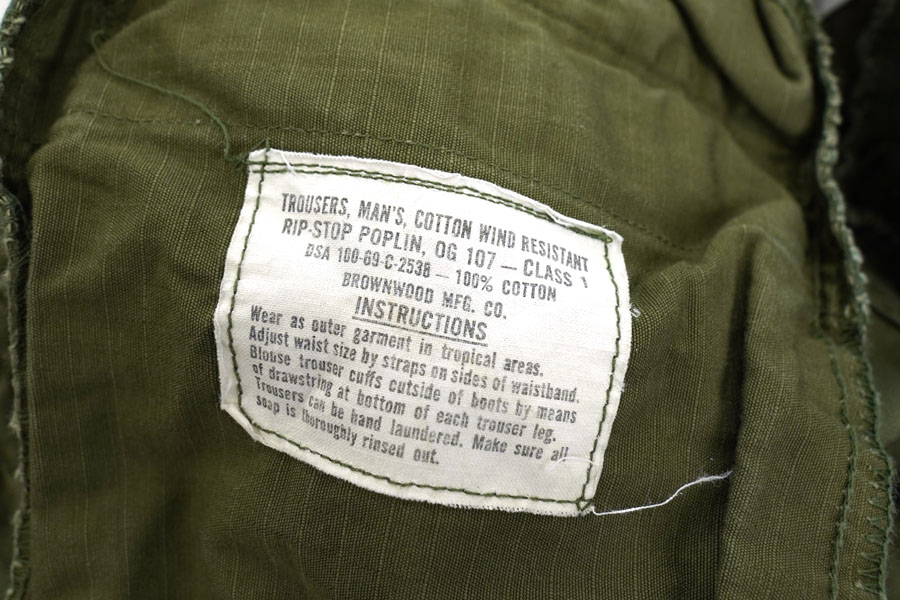 TROUSERS, MAN'S, COTTON WIND RESISTANT
RIP-STOP POPLIN, OG 107 — CLASS 1
DSA 100-69-C-2538 — 100% COTTON
BROWNWOOD MFG. CO.
INSTRUCTIONS
Wear as outer garment in tropical areas.
Adjust waist size by straps on sides of waistband.
Blouse trouser cuffs outside of boots by means
of drawstring at bottom of each trouser leg.
Trousers can be hand laundered. Make sure all
soap is thoroughly rinsed out.